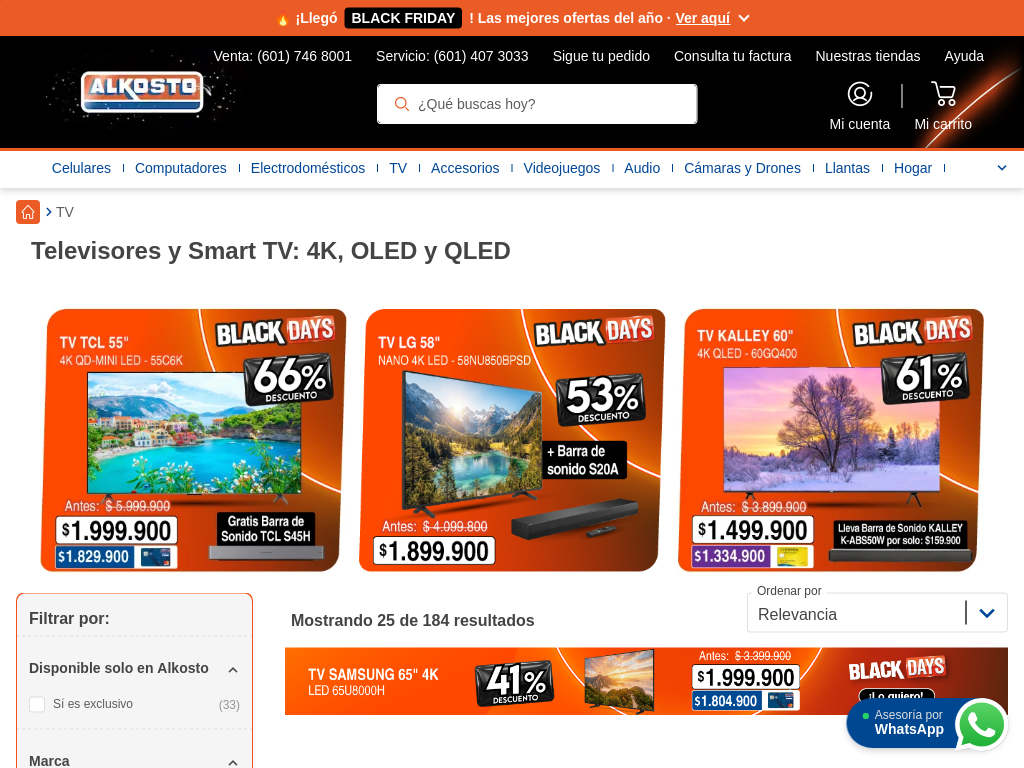 🔥 ¡Llegó BLACK FRIDAY ! Las mejores ofertas del año · Ver aquí
Venta: (601) 746 8001 Servicio: (601) 407 3033 Sigue tu pedido Consulta tu factura Nuestras tiendas Ayuda
ALKOSTO
¿Qué buscas hoy?
Mi cuenta Mi carrito
Celulares Computadores Electrodomésticos TV Accesorios Videojuegos Audio Cámaras y Drones Llantas Hogar
TV
Televisores y Smart TV: 4K, OLED y QLED
BLACK DAYS
TV TCL 55"
4K QD-MINI LED - 55C6K
66%
DESCUENTO
Antes: $ 5.999.900
$1.999.900
$1.829.900
Gratis Barra de
Sonido TCL S45H
BLACK DAYS
TV LG 58"
NANO 4K LED - 58NU850BPSD
53%
DESCUENTO
+ Barra de
sonido S20A
Antes: $ 4.099.800
$1.899.900
BLACK DAYS
TV KALLEY 60"
4K QLED - 60GQ400
61%
DESCUENTO
Antes: $ 3.899.900
$1.499.900
$1.334.900
Lleva Barra de Sonido KALLEY
K-ABS50W por solo: $159.900
Filtrar por:
Disponible solo en Alkosto
Sí es exclusivo (33)
Marca
Mostrando 25 de 184 resultados
Ordenar por
Relevancia
TV SAMSUNG 65" 4K
LED 65U8000H
41%
DESCUENTO
Antes: $ 3.399.900
$1.999.900
$1.804.900
BLACK DAYS
¡Lo quiero!
Asesoría por
WhatsApp